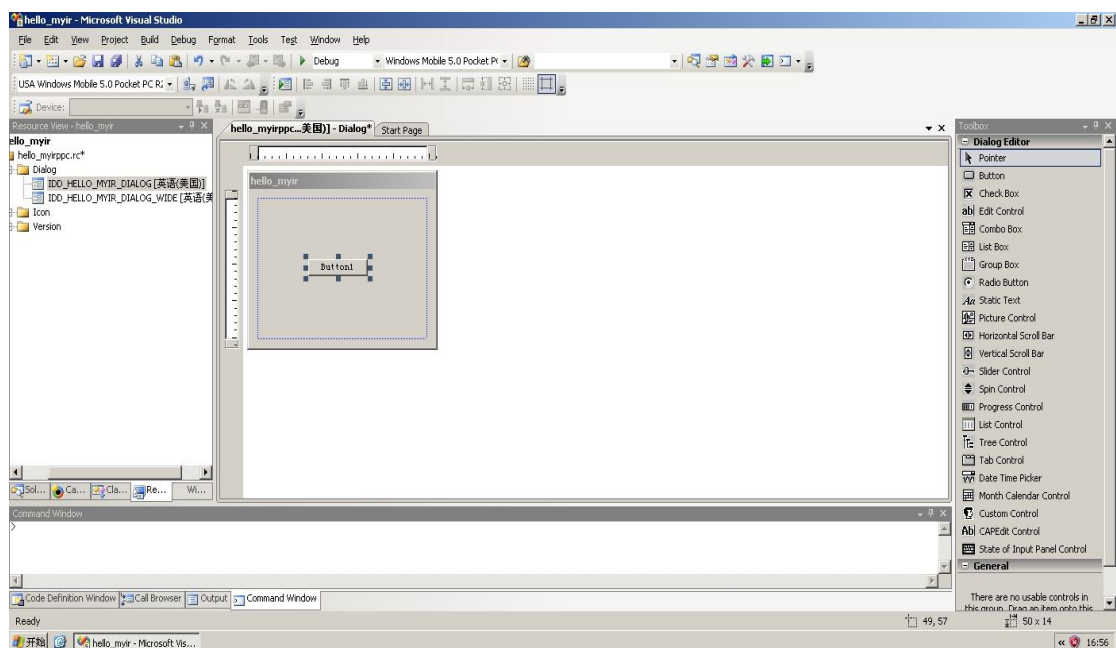 hello_myir - Microsoft Visual Studio
File Edit View Project Build Debug Format Tools Test Window Help
Debug
Windows Mobile 5.0 Pocket P
USA Windows Mobile 5.0 Pocket PC R
Device:
Resource View - hello_myir
hello_myirppc...美国)] - Dialog*
Start Page
ello_myir
hello_myirppc.rc*
Dialog
IDD_HELLO_MYIR_DIALOG [英语(美国)]
IDD_HELLO_MYIR_DIALOG_WIDE [英语(美
Icon
Version
hello_myir
Button1
Toolbox
Dialog Editor
Pointer
Button
Check Box
Edit Control
Combo Box
List Box
Group Box
Radio Button
Static Text
Picture Control
Horizontal Scroll Bar
Vertical Scroll Bar
Slider Control
Spin Control
Progress Control
List Control
Tree Control
Tab Control
Date Time Picker
Month Calendar Control
Custom Control
CAPEdit Control
State of Input Panel Control
General
There are no usable controls in
this group. Drag an item onto this
Sol... Ca... Cla... Re... Wi...
Command Window
>
Code Definition Window Call Browser Output Command Window
Ready
49, 57
50 x 14
开始
hello_myir - Microsoft Vis...
16:56